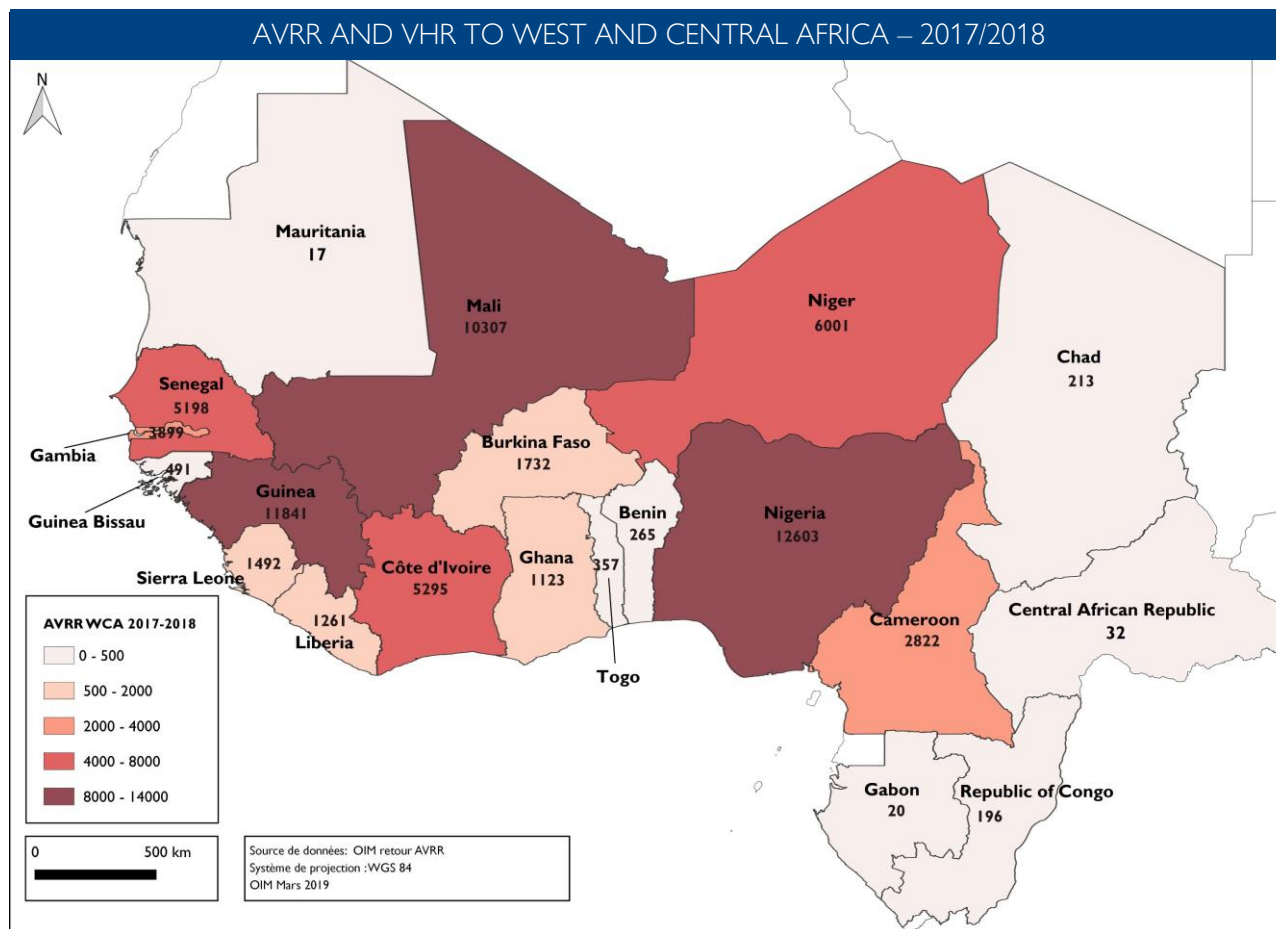 AVRR AND VHR TO WEST AND CENTRAL AFRICA – 2017/2018
N
Mauritania
17
Mali
10307
Niger
6001
Chad
213
Senegal
5198
3899
Gambia
491
Guinea Bissau
Burkina Faso
1732
Guinea
11841
Benin
265
Nigeria
12603
1492
Sierra Leone
Côte d'Ivoire
5295
Ghana
1123
357
Togo
1261
Liberia
Cameroon
2822
Central African Republic
32
Gabon
20
Republic of Congo
196
AVRR WCA 2017-2018
0 - 500
500 - 2000
2000 - 4000
4000 - 8000
8000 - 14000
0 500 km
Source de données: OIM retour AVRR
Système de projection : WGS 84
OIM Mars 2019